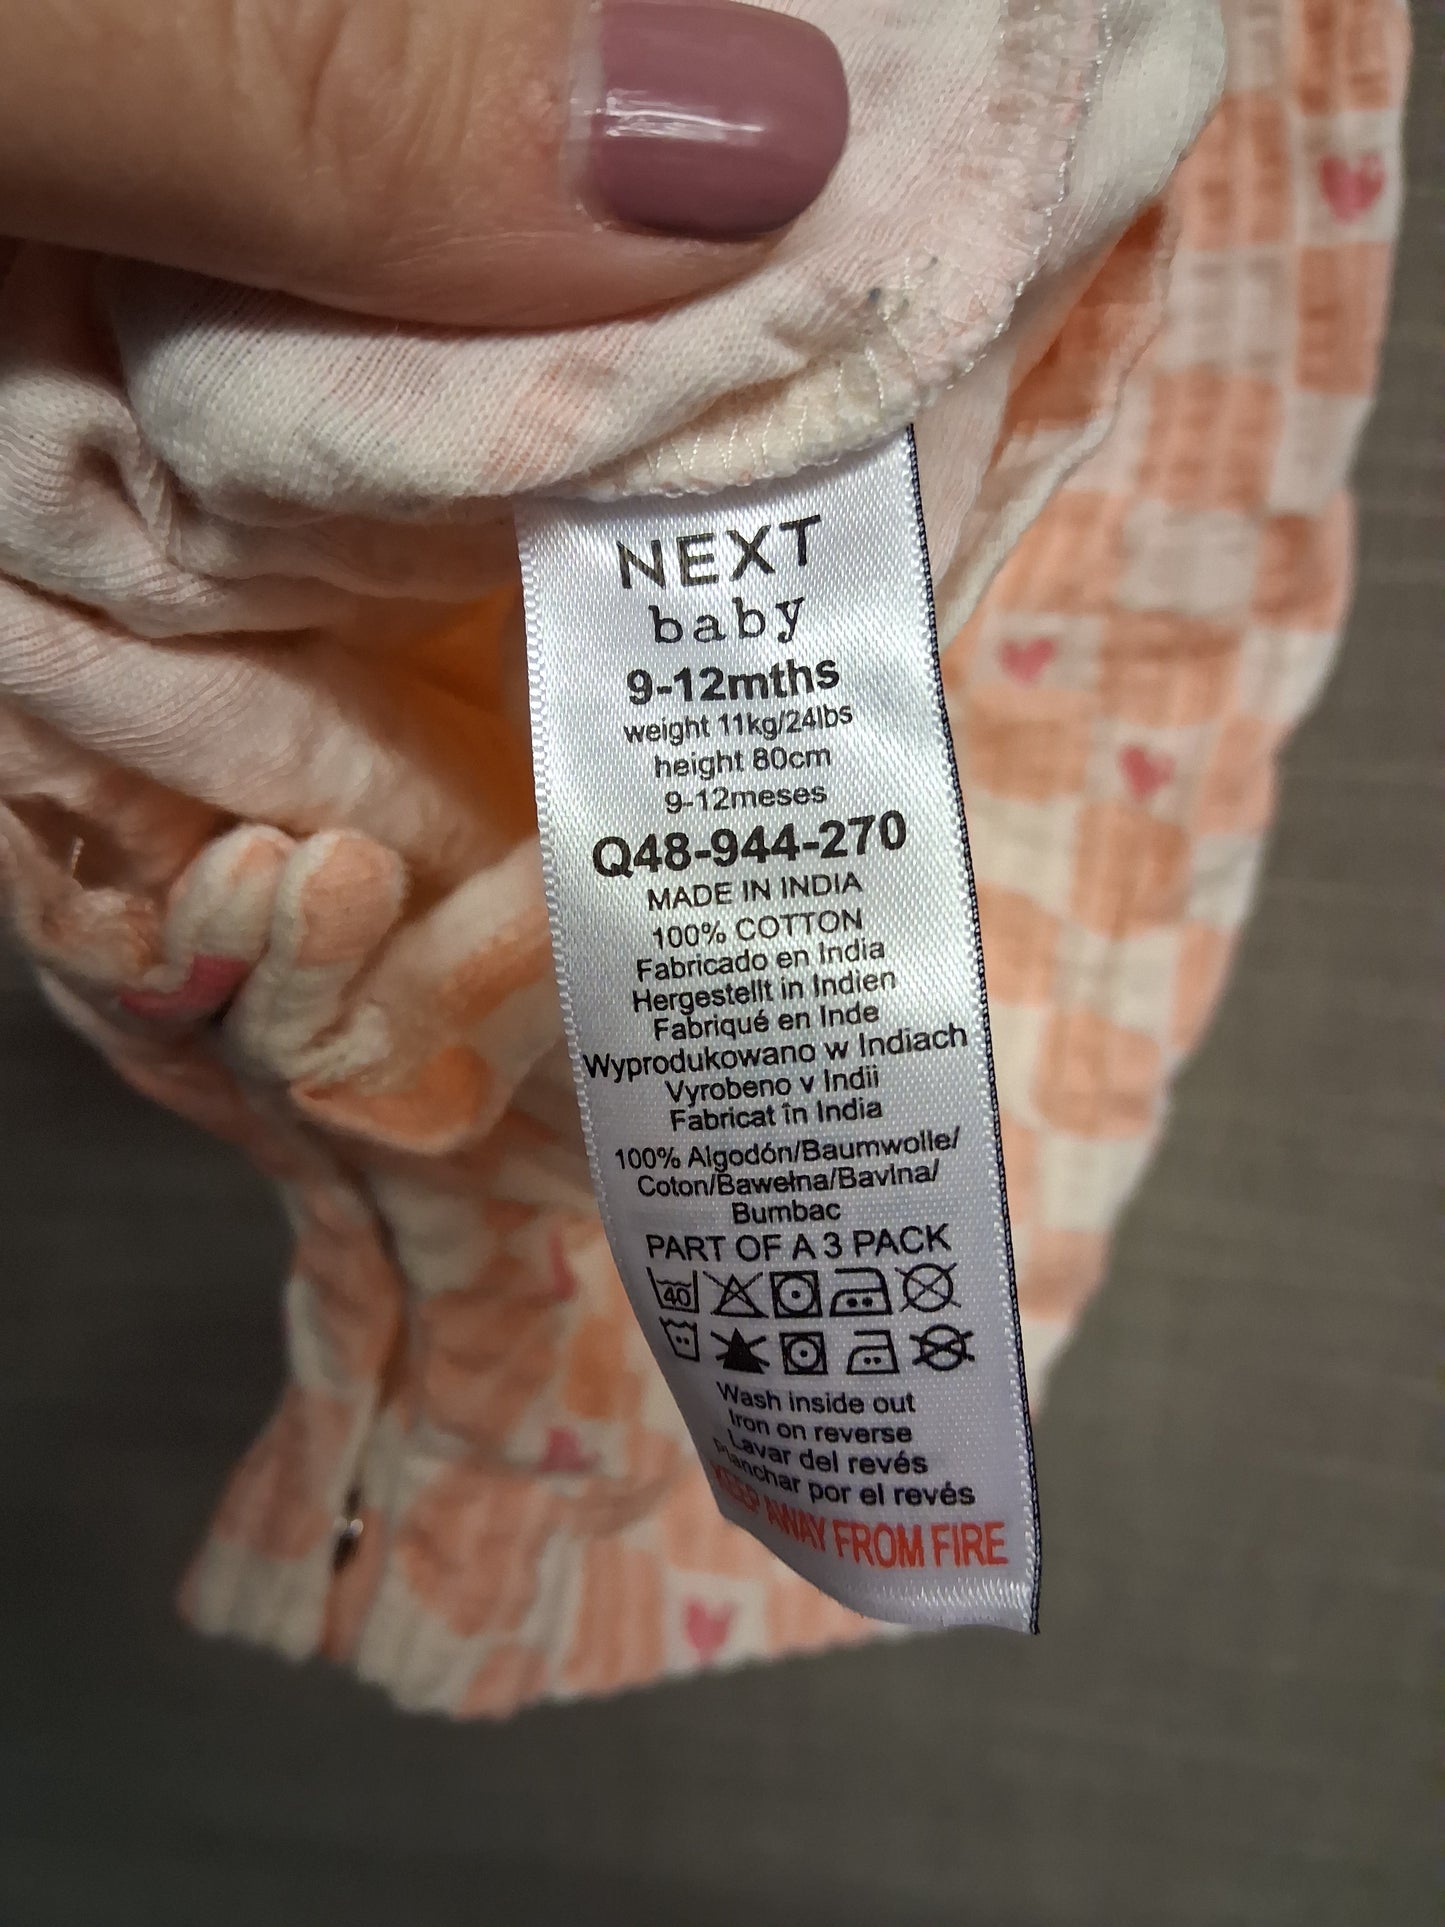 NEXT
baby
9-12mths
weight 11kg/24lbs
height 80cm
9-12meses
Q48-944-270
MADE IN INDIA
100% COTTON
Fabricado en India
Hergestellt in Indien
Fabriqué en Inde
Wyprodukowano w Indiach
Vyrobeno v Indii
Fabricat în India
100% Algodón/Baumwolle/
Coton/Bawełna/Bavlna/
Bumbac
PART OF A 3 PACK
40
Wash inside out
Iron on reverse
Lavar del revés
Planchar por el revés
KEEP AWAY FROM FIRE